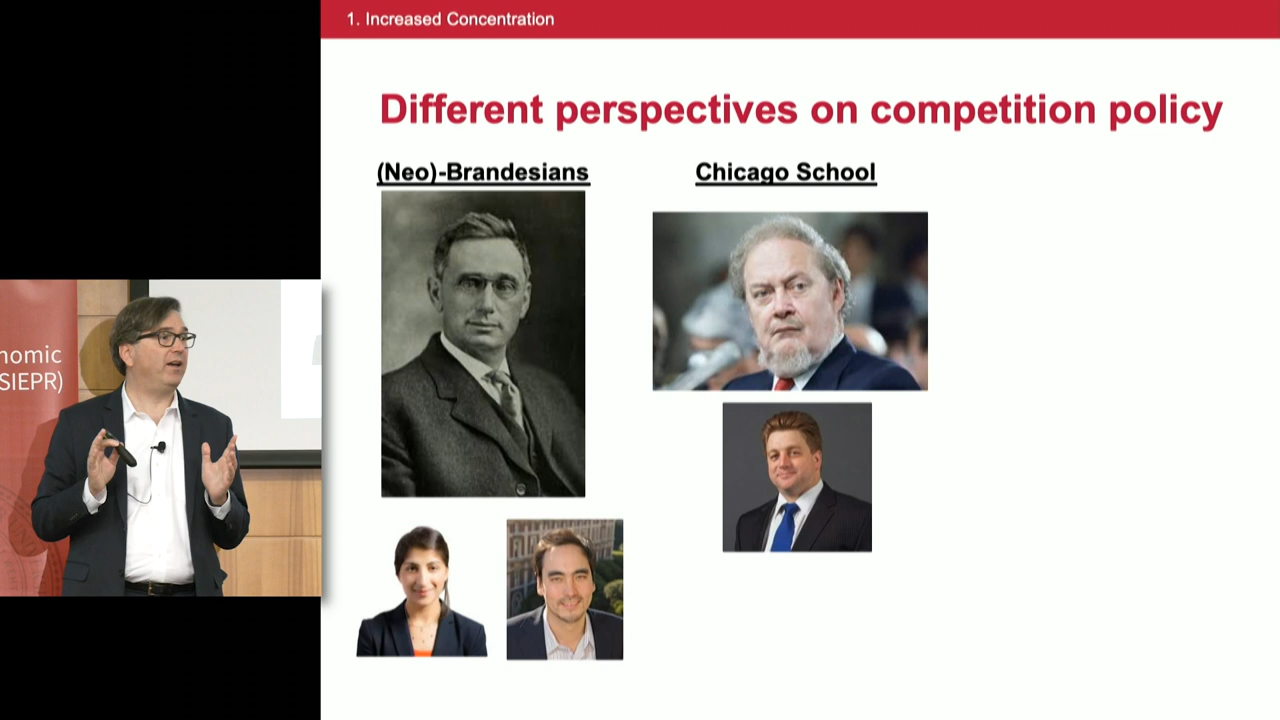 1. Increased Concentration
Different perspectives on competition policy
(Neo)-Brandesians
Chicago School
nomic
SIEPR)